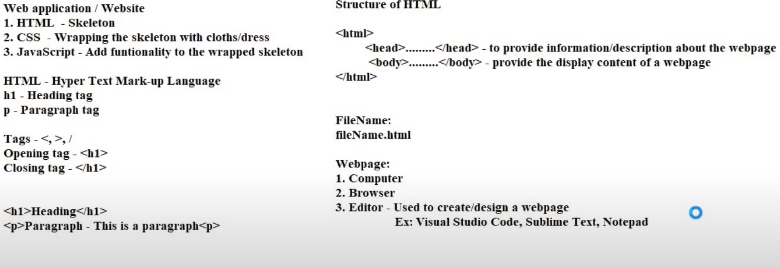 Web application / Website
1. HTML - Skeleton
2. CSS - Wrapping the skeleton with cloths/dress
3. JavaScript - Add funtionality to the wrapped skeleton
HTML - Hyper Text Mark-up Language
h1 - Heading tag
p - Paragraph tag
Tags - <, >, /
Opening tag - <h1>
Closing tag - </h1>
<h1>Heading</h1>
<p>Paragraph - This is a paragraph<p>
Structure of HTML
<html>
<head>.........</head> - to provide information/description about the webpage
<body>.........</body> - provide the display content of a webpage
</html>
FileName:
fileName.html
Webpage:
1. Computer
2. Browser
3. Editor - Used to create/design a webpage
Ex: Visual Studio Code, Sublime Text, Notepad